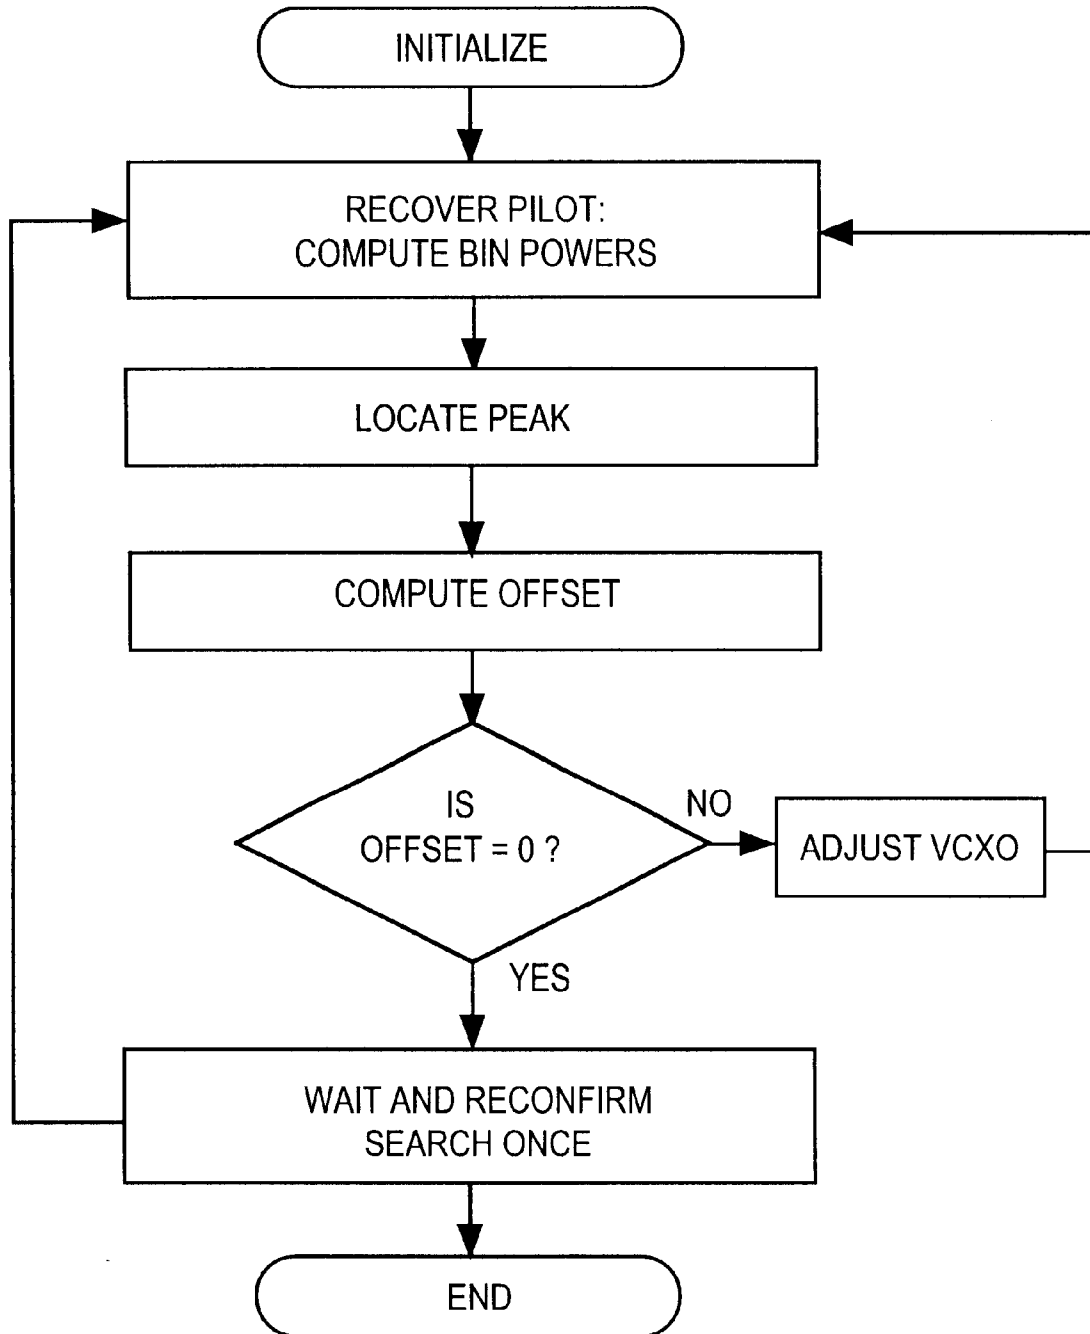 INITIALIZE
RECOVER PILOT:
COMPUTE BIN POWERS
LOCATE PEAK
COMPUTE OFFSET
IS
OFFSET = 0 ?
NO
ADJUST VCXO
YES
WAIT AND RECONFIRM
SEARCH ONCE
END